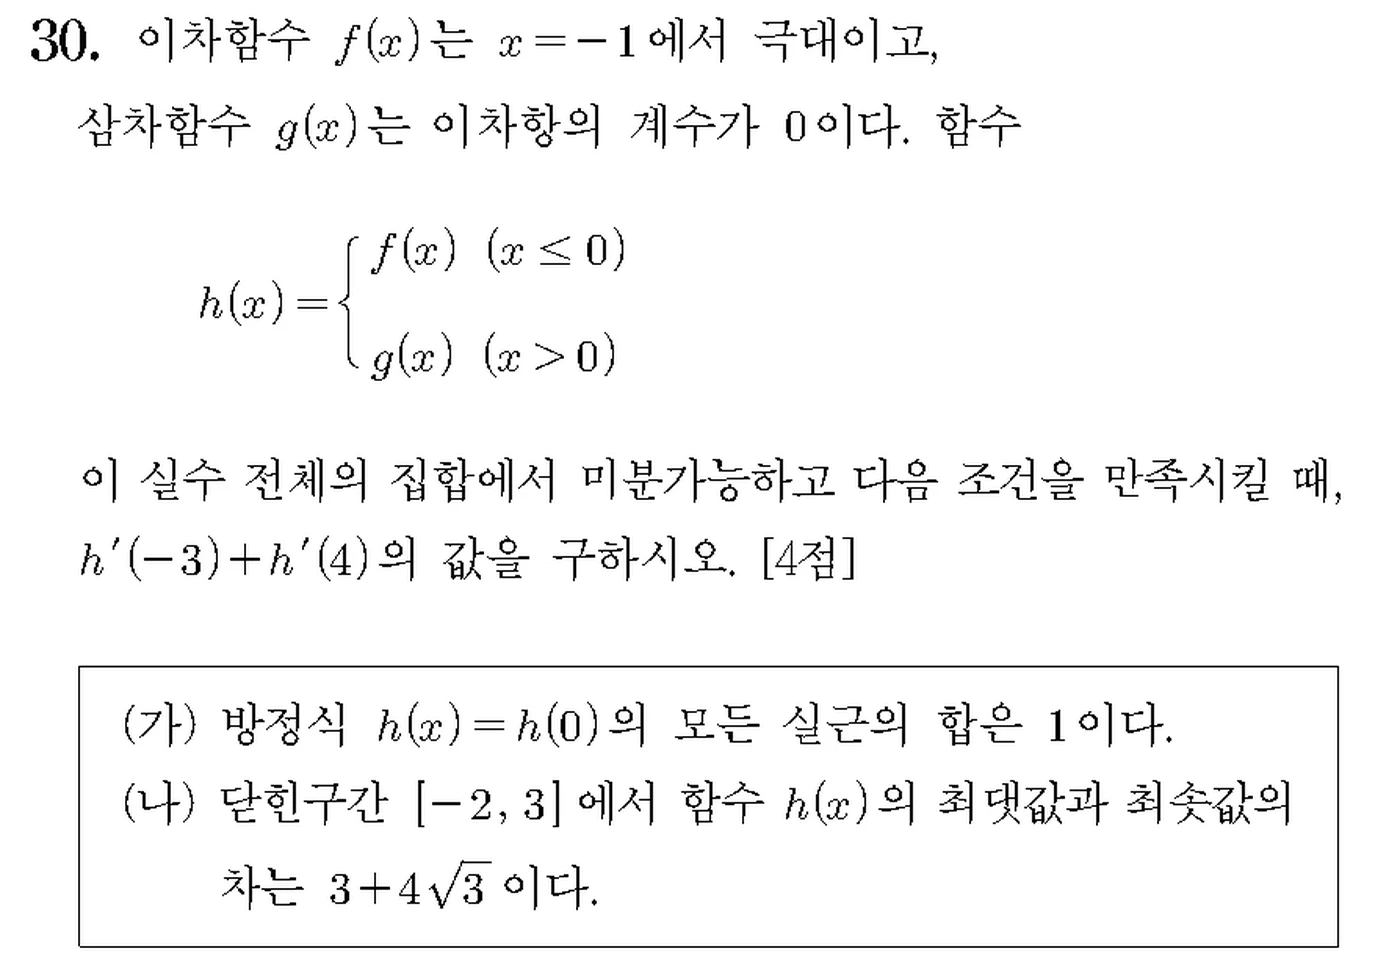 30. 이차함수 f(x)는 x=−1에서 극대이고,
삼차함수 g(x)는 이차항의 계수가 0이다. 함수
h(x)={ f(x) (x≤0)
g(x) (x>0)
이 실수 전체의 집합에서 미분가능하고 다음 조건을 만족시킬 때,
h′(−3)+h′(4)의 값을 구하시오. [4점]
(가) 방정식 h(x)=h(0)의 모든 실근의 합은 1이다.
(나) 닫힌구간 [−2, 3]에서 함수 h(x)의 최댓값과 최솟값의
차는 3+4√3이다.